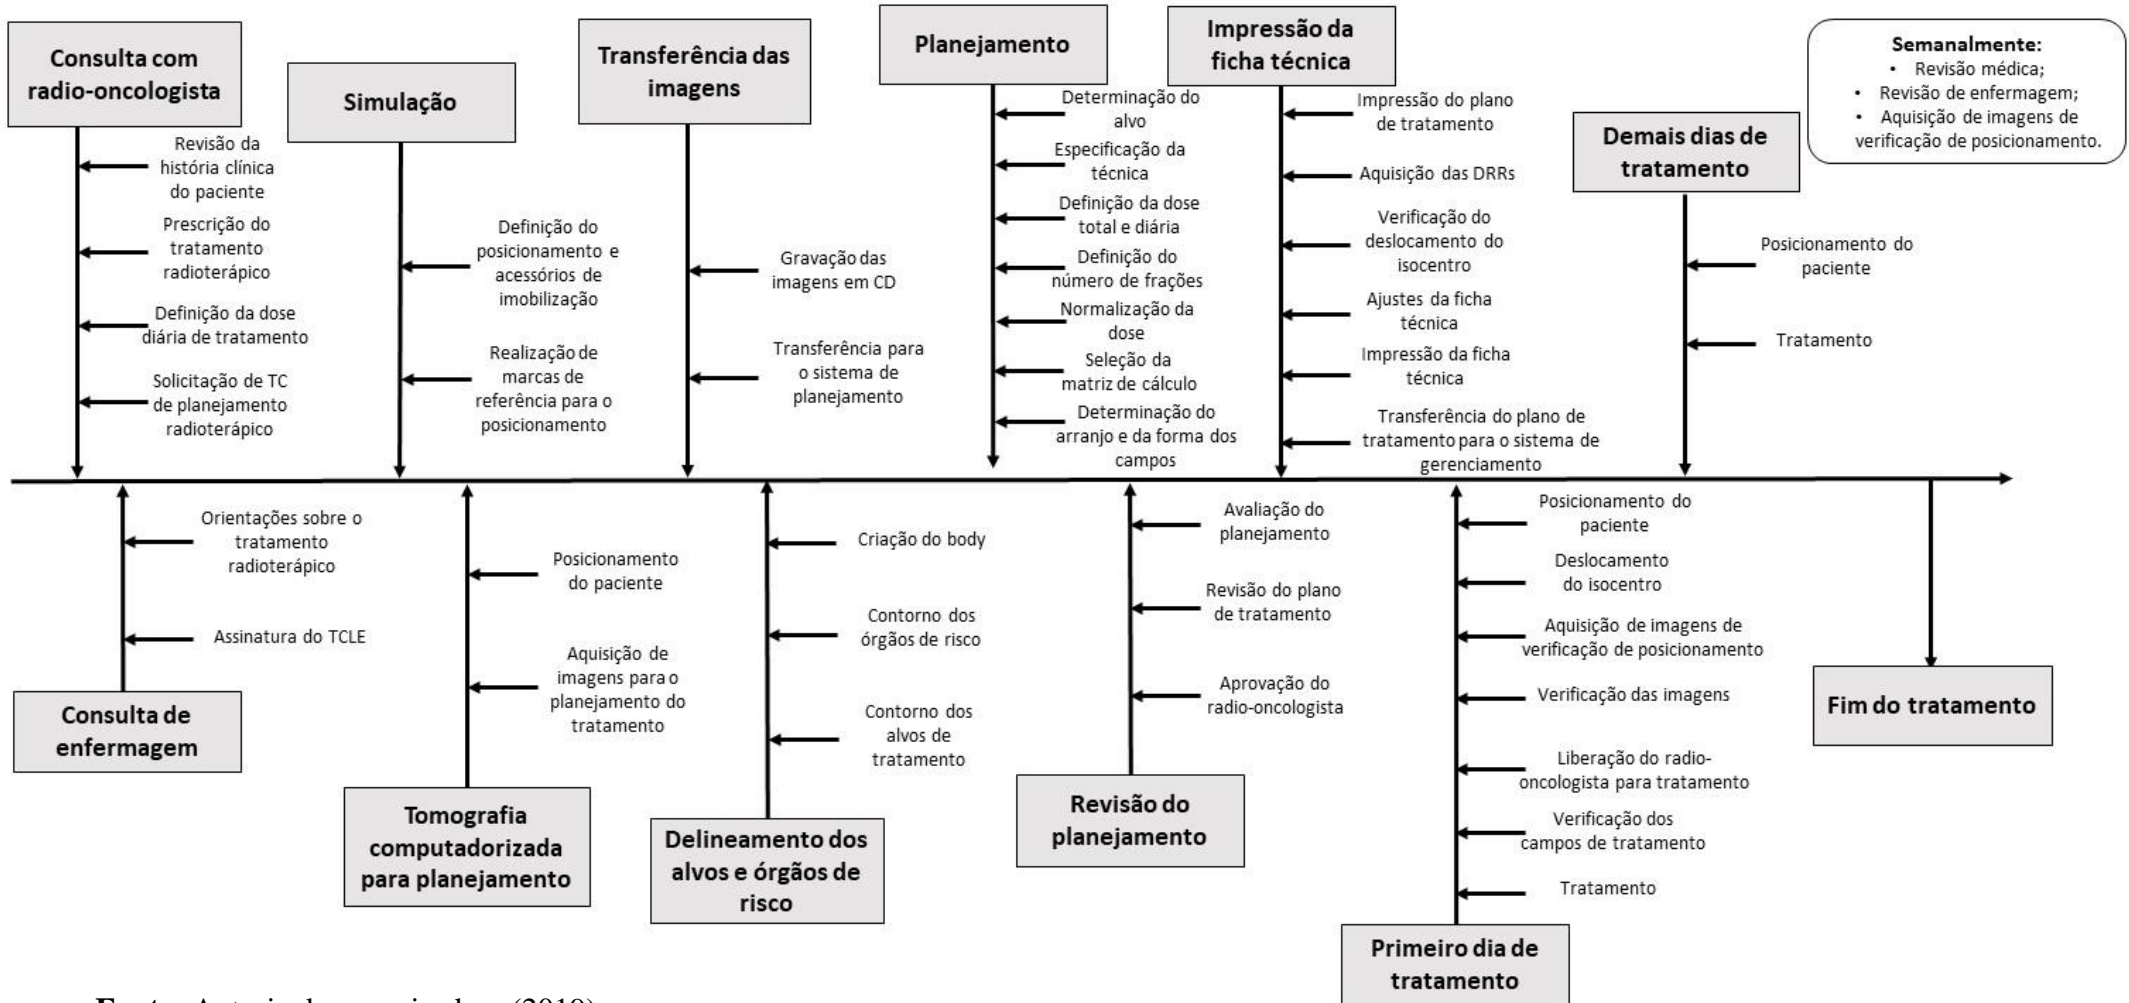 Consulta com
radio-oncologista
Revisão da
história clínica
do paciente
Prescrição do
tratamento
radioterápico
Definição da dose
diária de tratamento
Solicitação de TC
de planejamento
radioterápico
Simulação
Definição do
posicionamento e
acessórios de
imobilização
Realização de
marcas de
referência para o
posicionamento
Transferência das
imagens
Gravação das
imagens em CD
Transferência para
o sistema de
planejamento
Planejamento
Determinação do
alvo
Especificação da
técnica
Definição da dose
total e diária
Definição do
número de frações
Normalização da
dose
Seleção da
matriz de cálculo
Determinação do
arranjo e da forma dos
campos
Impressão da
ficha técnica
Impressão do plano
de tratamento
Aquisição das DRRs
Verificação do
deslocamento do
isocentro
Ajustes da ficha
técnica
Impressão da ficha
técnica
Transferência do plano de
tratamento para o sistema de
gerenciamento
Demais dias de
tratamento
Posicionamento do
paciente
Tratamento
Semanalmente:
• Revisão médica;
• Revisão de enfermagem;
• Aquisição de imagens de
verificação de posicionamento.
Orientações sobre o
tratamento
radioterápico
Assinatura do TCLE
Consulta de
enfermagem
Posicionamento
do paciente
Aquisição de
imagens para o
planejamento do
tratamento
Tomografia
computadorizada
para planejamento
Criação do body
Contorno dos
órgãos de risco
Contorno dos
alvos de
tratamento
Delineamento dos
alvos e órgãos de
risco
Avaliação do
planejamento
Revisão do plano
de tratamento
Aprovação do
radio-oncologista
Revisão do
planejamento
Posicionamento do
paciente
Deslocamento
do isocentro
Aquisição de imagens de
verificação de posicionamento
Verificação das imagens
Liberação do radio-
oncologista para tratamento
Verificação dos
campos de tratamento
Tratamento
Primeiro dia de
tratamento
Fim do tratamento